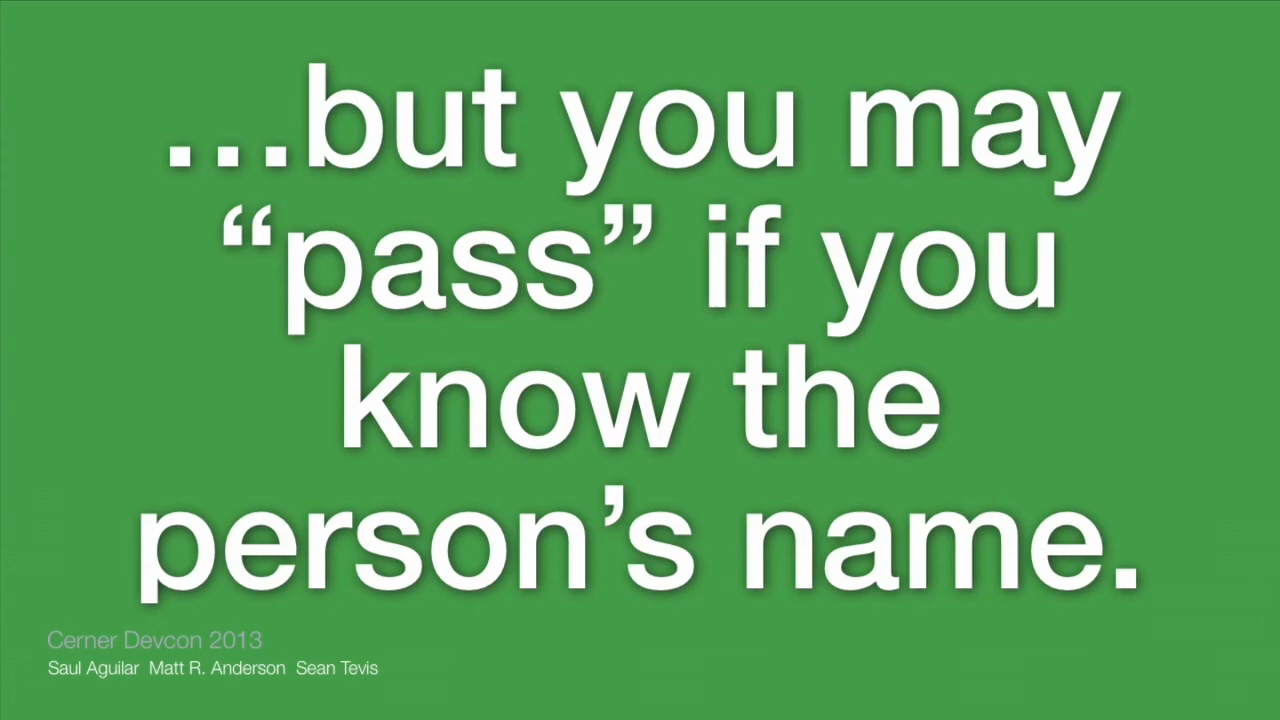 …but you may
“pass” if you
know the
person’s name.
Cerner Devcon 2013
Saul Aguilar Matt R. Anderson Sean Tevis